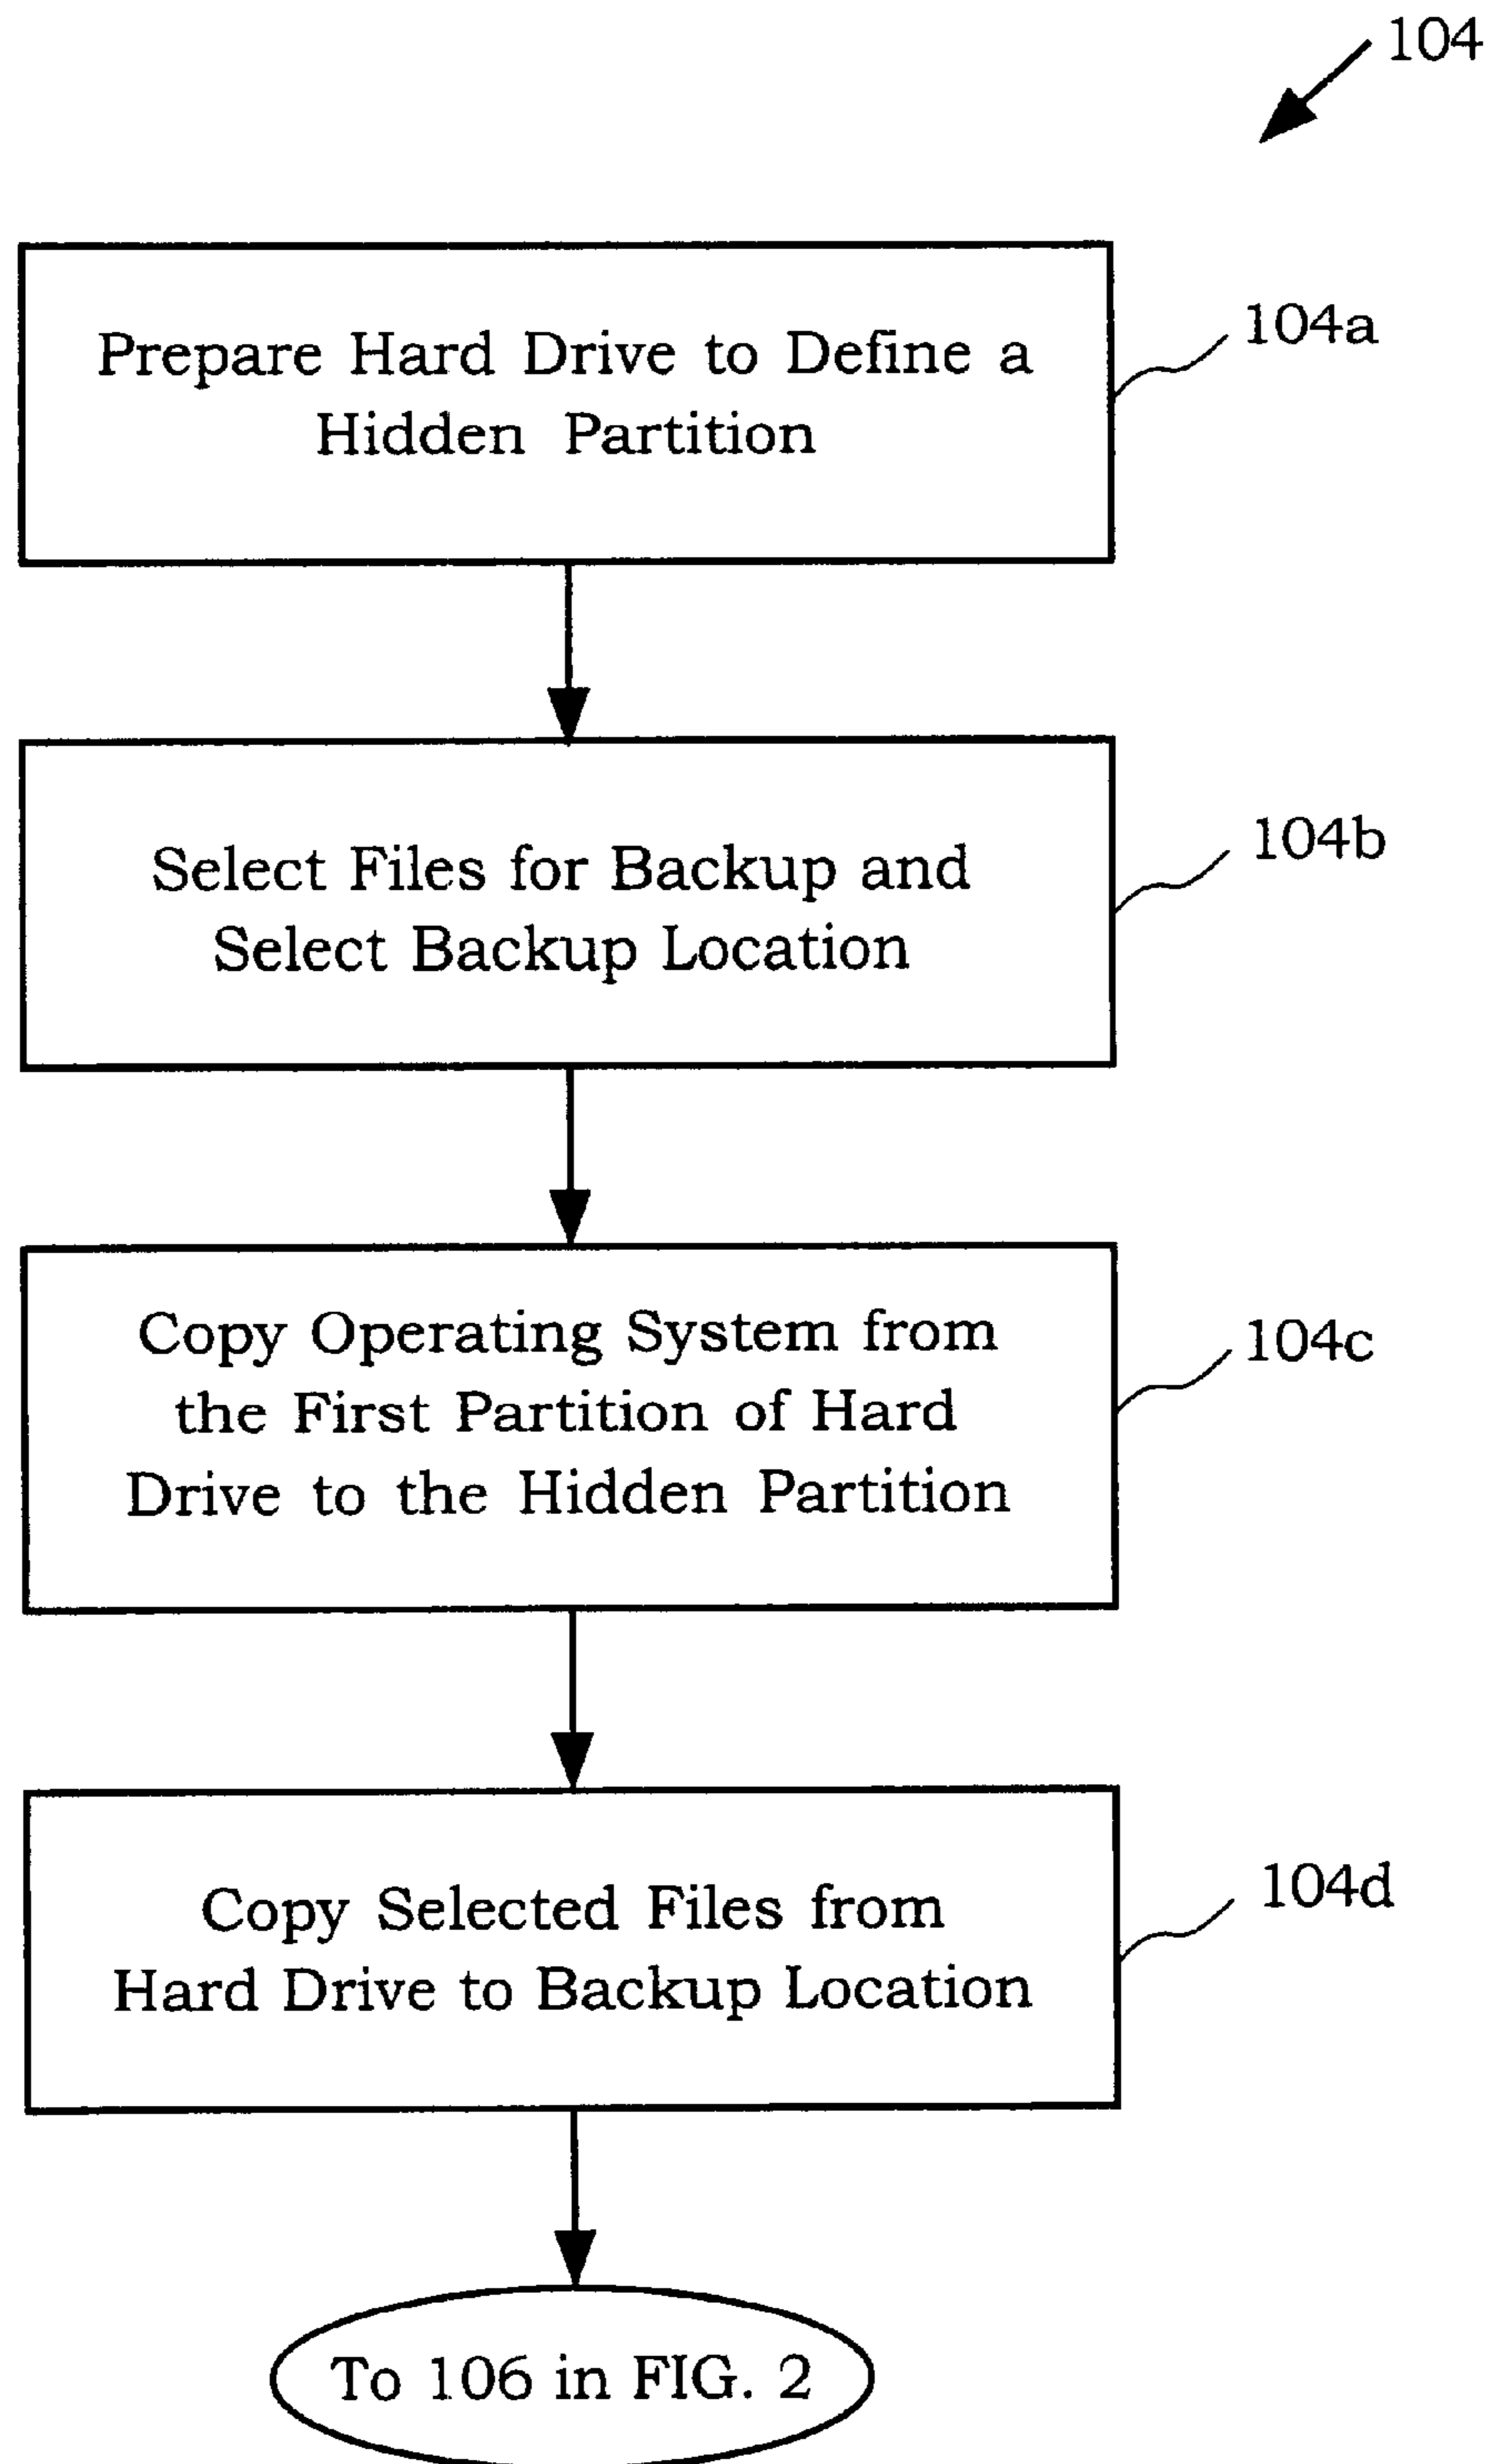 104
Prepare Hard Drive to Define a
Hidden Partition
104a
Select Files for Backup and
Select Backup Location
104b
Copy Operating System from
the First Partition of Hard
Drive to the Hidden Partition
104c
Copy Selected Files from
Hard Drive to Backup Location
104d
To 106 in FIG. 2